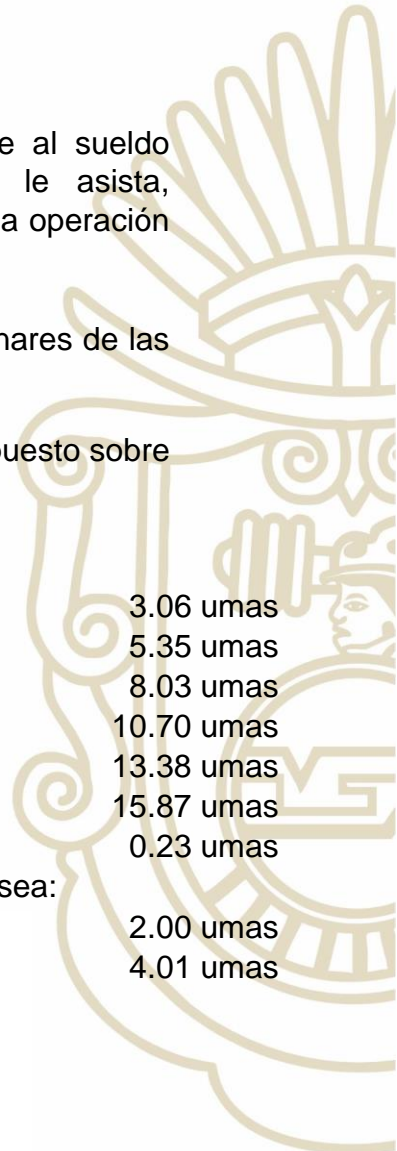 e al sueldo
le asista,
a operación
nares de las
puesto sobre
3.06 umas
5.35 umas
8.03 umas
10.70 umas
13.38 umas
15.87 umas
0.23 umas
sea:
2.00 umas
4.01 umas